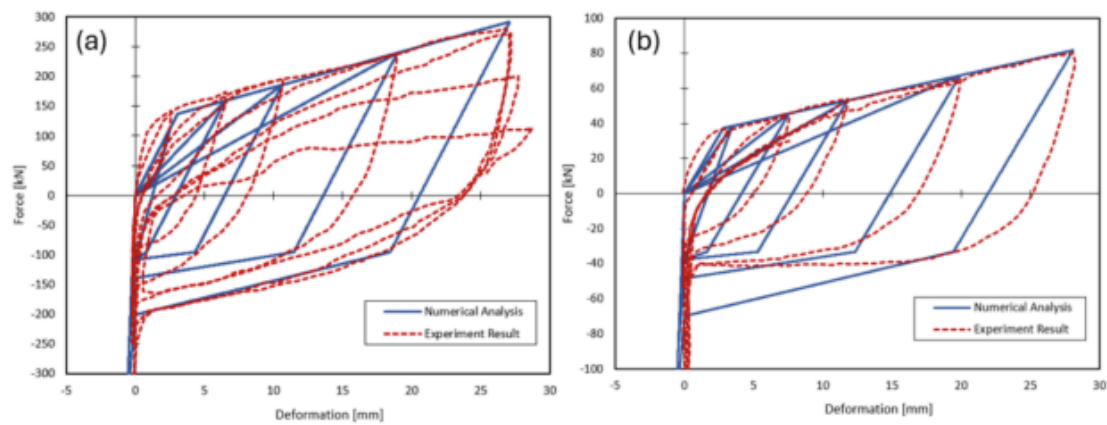 (a)
300
250
200
150
100
50
0
-50
-100
-150
-200
-250
-300
-5 0 5 10 15 20 25 30
Force [kN]
Deformation [mm]
Numerical Analysis
Experiment Result
(b)
100
80
60
40
20
0
-20
-40
-60
-80
-100
-5 0 5 10 15 20 25 30
Force [kN]
Deformation [mm]
Numerical Analysis
Experiment Result